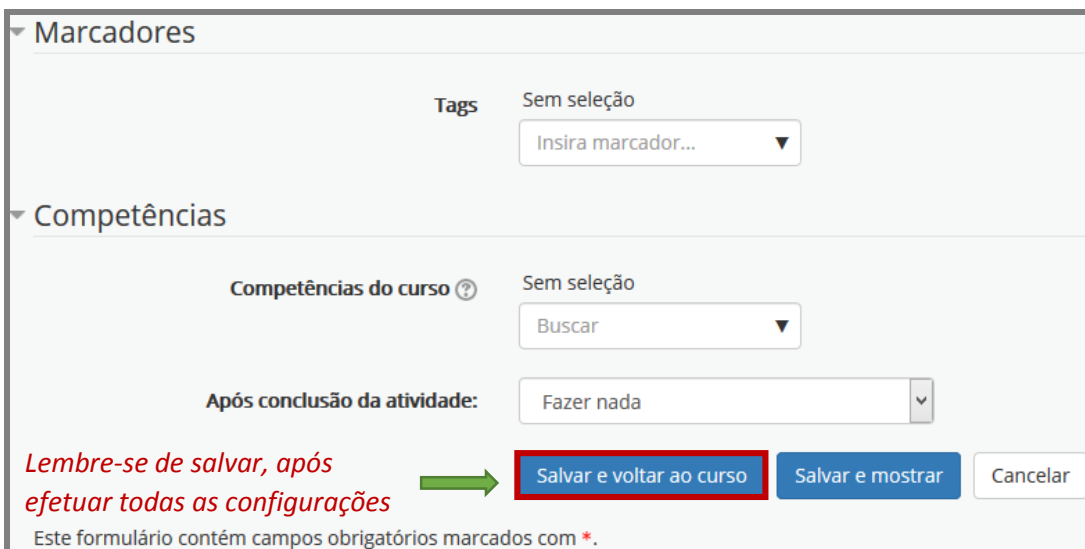 Marcadores
Tags
Sem seleção
Insira marcador...
Competências
Competências do curso
Sem seleção
Buscar
Após conclusão da atividade:
Fazer nada
Lembre-se de salvar, após
efetuar todas as configurações
Salvar e voltar ao curso
Salvar e mostrar
Cancelar
Este formulário contém campos obrigatórios marcados com *.